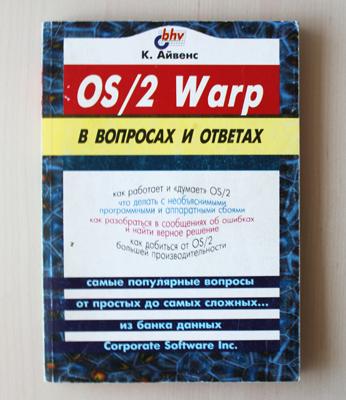 bhv
К. Айвенс
OS/2 Warp
В ВОПРОСАХ И ОТВЕТАХ
как работает и «думает» OS/2
что делать с необъяснимыми
программными и аппаратными сбоями
как разобраться в сообщениях об ошибках
и найти верное решение
как добиться от OS/2
большей производительности
самые популярные вопросы
от простых до самых сложных...
из банка данных
Corporate Software Inc.